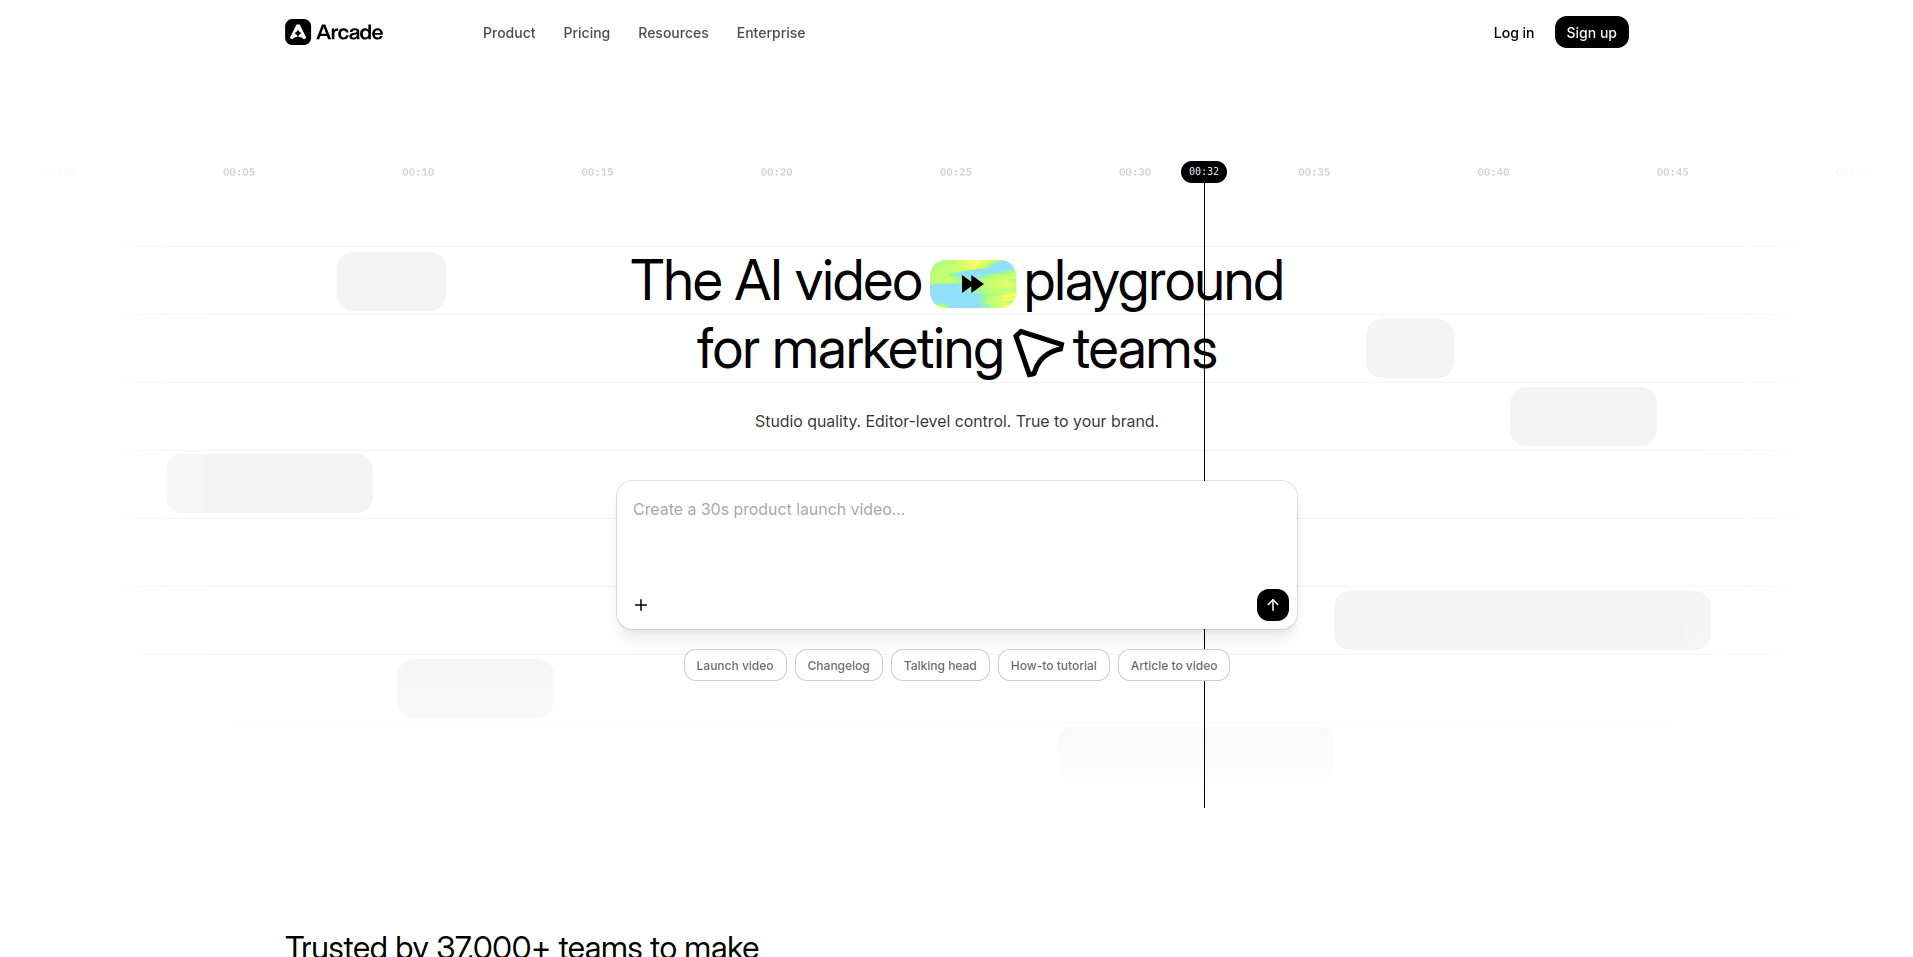 Arcade
Product Pricing Resources Enterprise
Log in Sign up
00:05 00:10 00:15 00:20 00:25 00:30 00:32 00:35 00:40 00:45
The AI video playground
for marketing teams
Studio quality. Editor-level control. True to your brand.
Create a 30s product launch video...
Launch video Changelog Talking head How-to tutorial Article to video
Trusted by 37,000+ teams to make